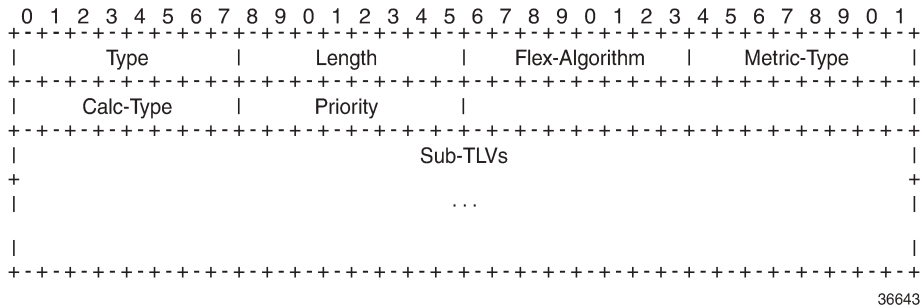 0 1 2 3 4 5 6 7 8 9 0 1 2 3 4 5 6 7 8 9 0 1 2 3 4 5 6 7 8 9 0 1
+-+-+-+-+-+-+-+-+-+-+-+-+-+-+-+-+-+-+-+-+-+-+-+-+-+-+-+-+-+-+-+-+
| Type | Length | Flex-Algorithm | Metric-Type |
+-+-+-+-+-+-+-+-+-+-+-+-+-+-+-+-+-+-+-+-+-+-+-+-+-+-+-+-+-+-+-+-+
| Calc-Type | Priority | |
+-+-+-+-+-+-+-+-+-+-+-+-+-+-+-+-+-+-+-+-+-+-+-+-+-+-+-+-+-+-+-+-+
| Sub-TLVs |
+ +
| ... |
| |
+-+-+-+-+-+-+-+-+-+-+-+-+-+-+-+-+-+-+-+-+-+-+-+-+-+-+-+-+-+-+-+-+
36643